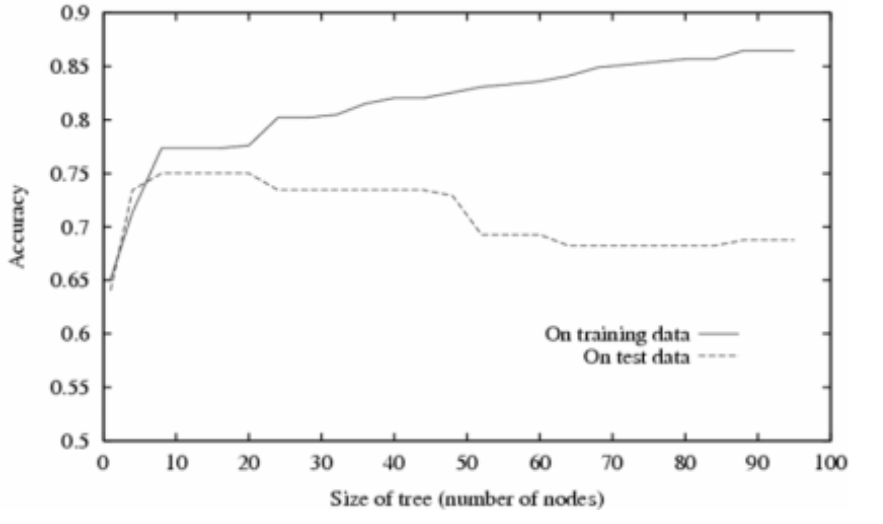 0.9
0.85
0.8
0.75
0.7
0.65
0.6
0.55
0.5
Accuracy
On training data
On test data
0 10 20 30 40 50 60 70 80 90 100
Size of tree (number of nodes)